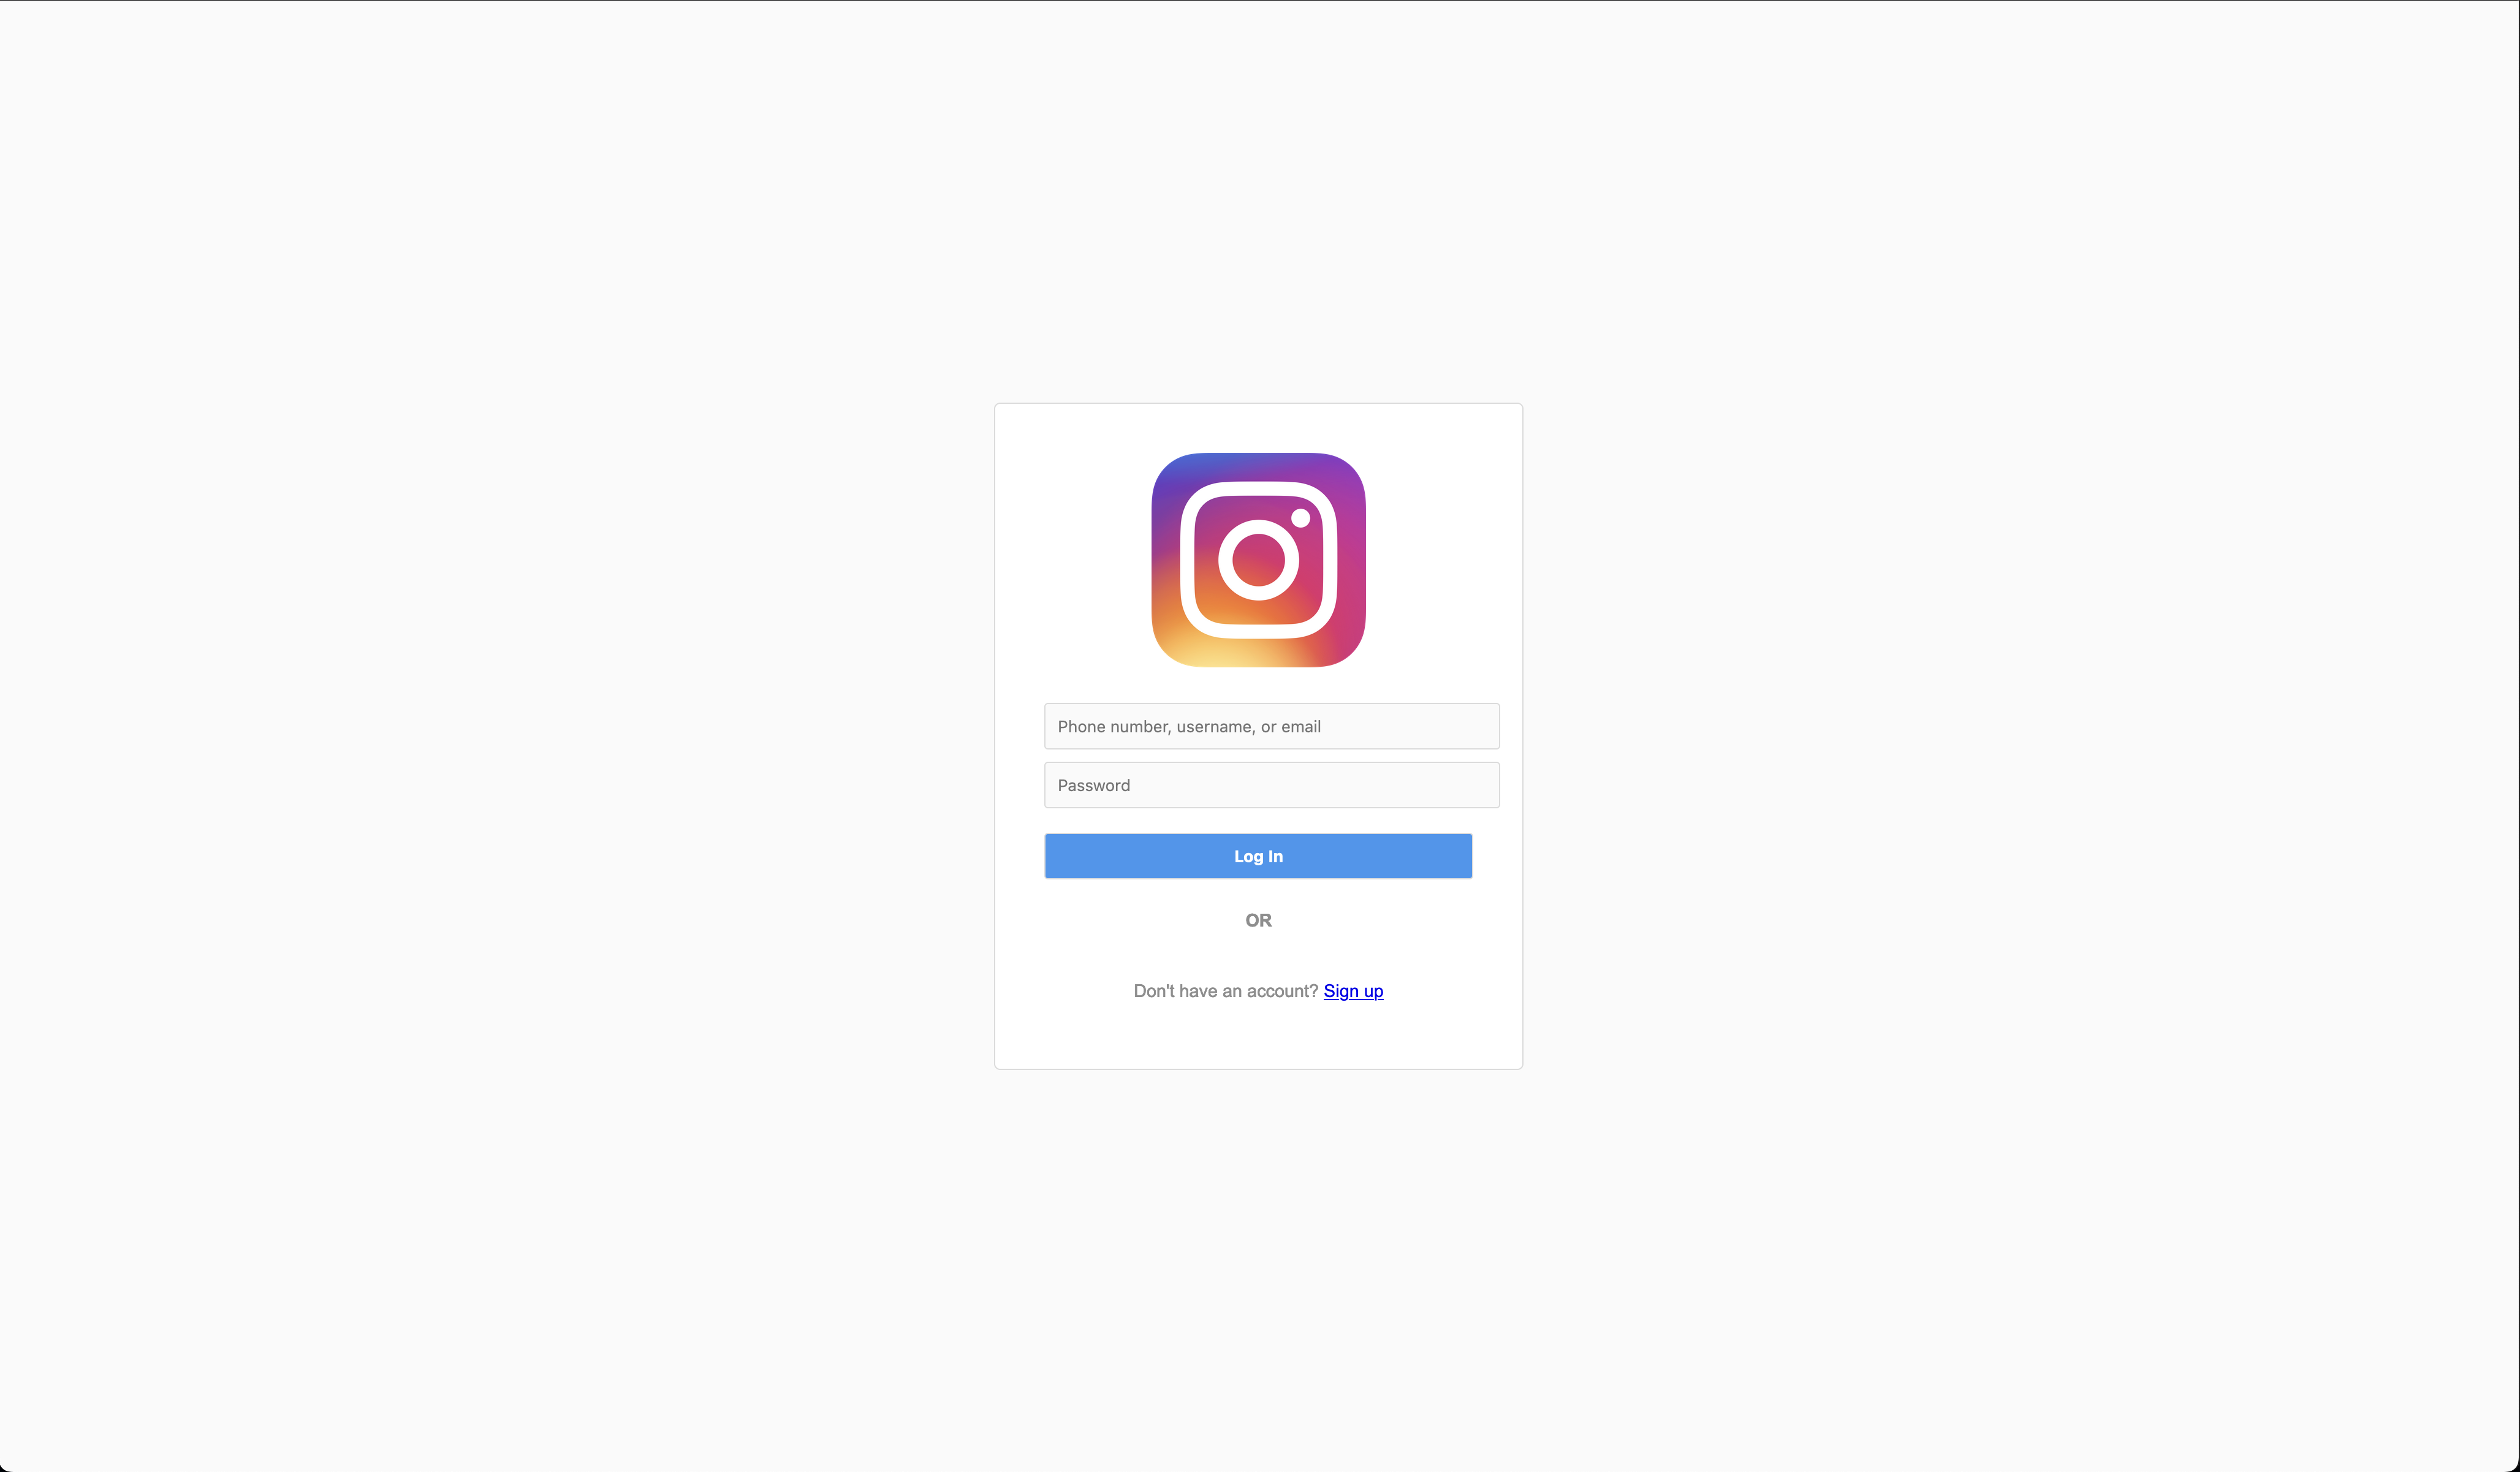 Phone number, username, or email
Password
Log In
OR
Don't have an account? Sign up